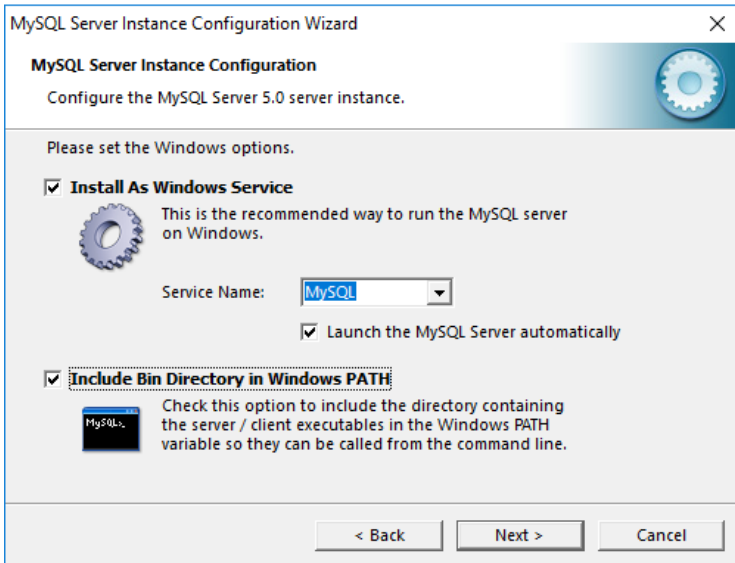 MySQL Server Instance Configuration Wizard
MySQL Server Instance Configuration
Configure the MySQL Server 5.0 server instance.
Please set the Windows options.
Install As Windows Service
This is the recommended way to run the MySQL server
on Windows.
Service Name: MySQL
Launch the MySQL Server automatically
Include Bin Directory in Windows PATH
Check this option to include the directory containing
the server / client executables in the Windows PATH
variable so they can be called from the command line.
MySQL>_
< Back Next > Cancel